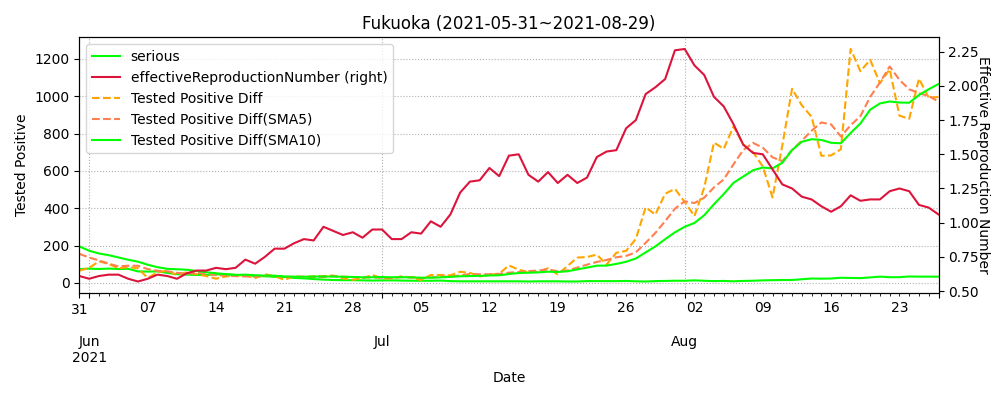 Fukuoka (2021-05-31~2021-08-29)
serious
effectiveReproductionNumber (right)
Tested Positive Diff
Tested Positive Diff(SMA5)
Tested Positive Diff(SMA10)
Tested Positive
1200
1000
800
600
400
200
0
2.25
2.00
1.75
1.50
1.25
1.00
0.75
0.50
Effective Reproduction Number
31 07 14 21 28 05 12 19 26 02 09 16 23
Jun Jul Aug
2021
Date